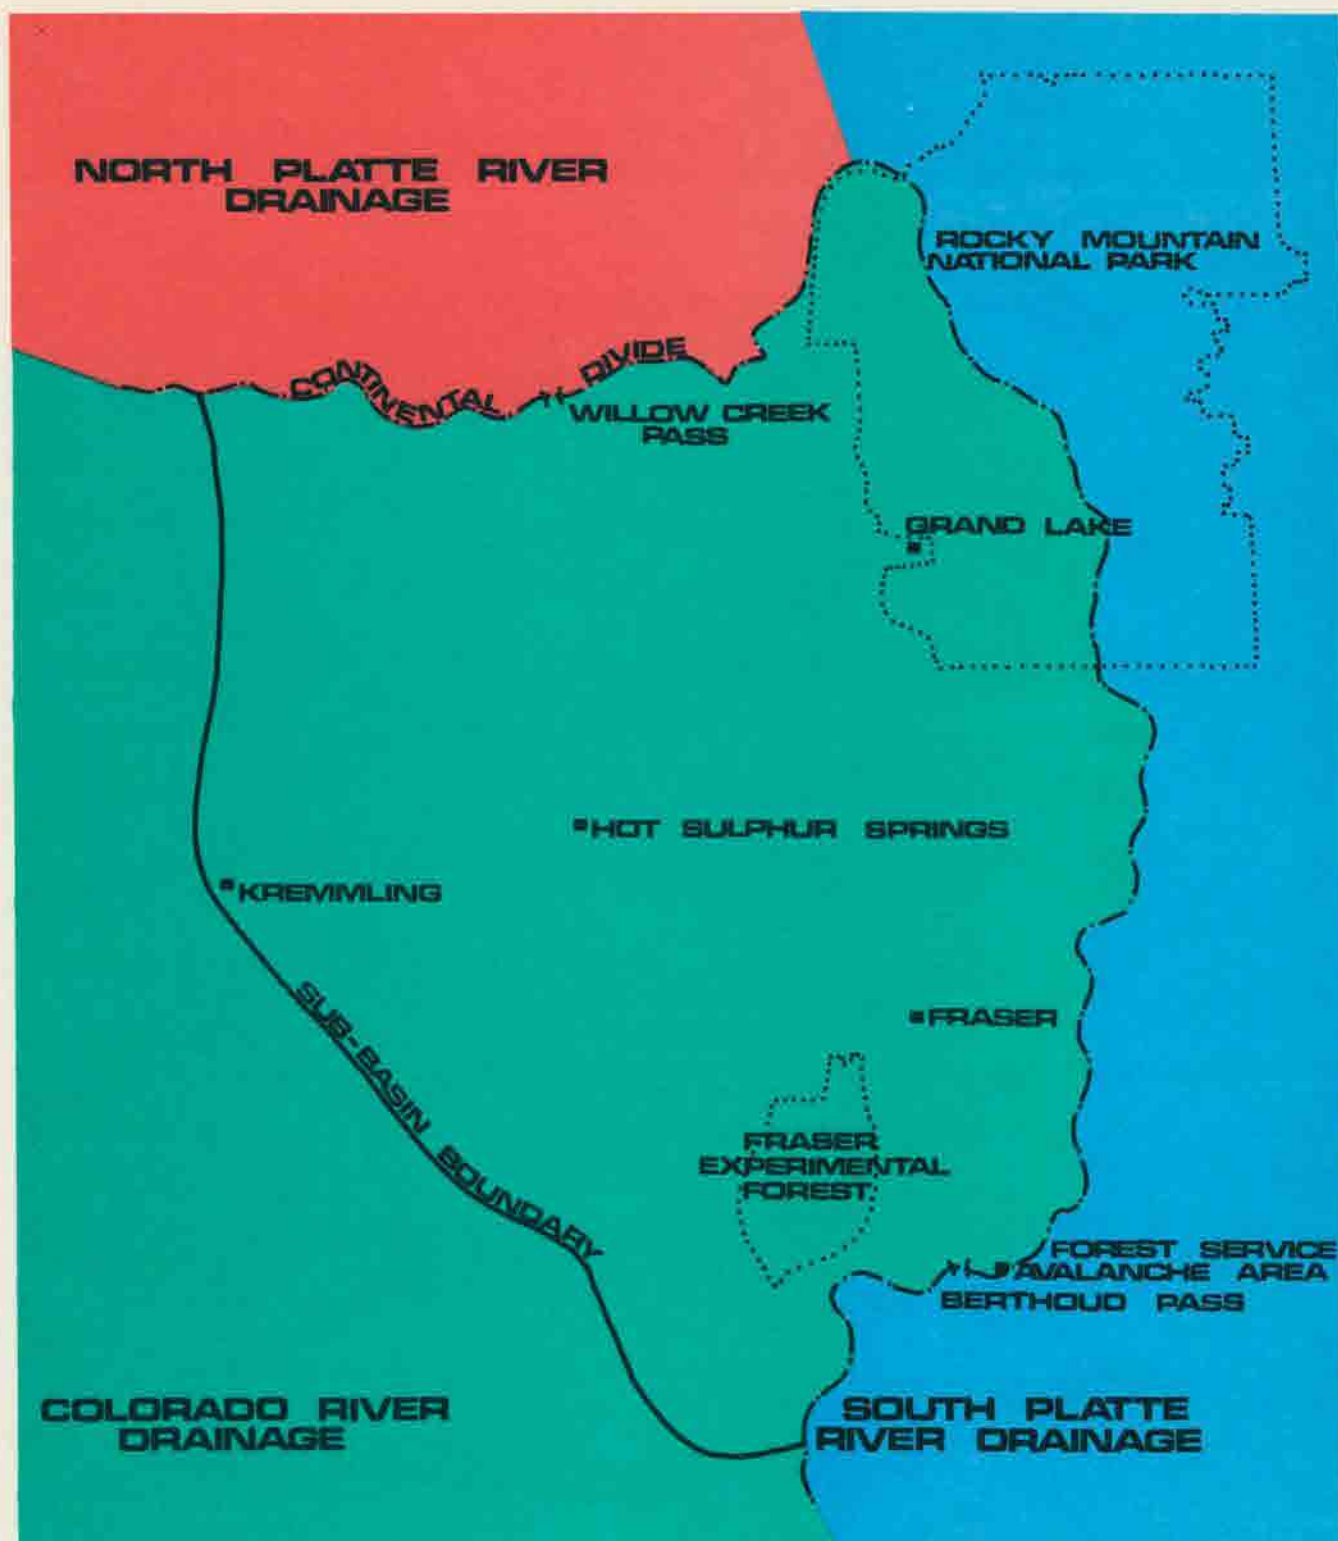 NORTH PLATTE RIVER
DRAINAGE
ROCKY MOUNTAIN
NATIONAL PARK
CONTINENTAL RIVIDE
WILLOW CREEK
PASS
GRAND LAKE
HOT SULPHUR SPRINGS
KREMMLING
SUB-BASIN BOUNDARY
FRASER
FRASER
EXPERIMENTAL
FOREST
FOREST SERVICE
AVALANCHE AREA
BERTHOUD PASS
COLORADO RIVER
DRAINAGE
SOUTH PLATTE
RIVER DRAINAGE